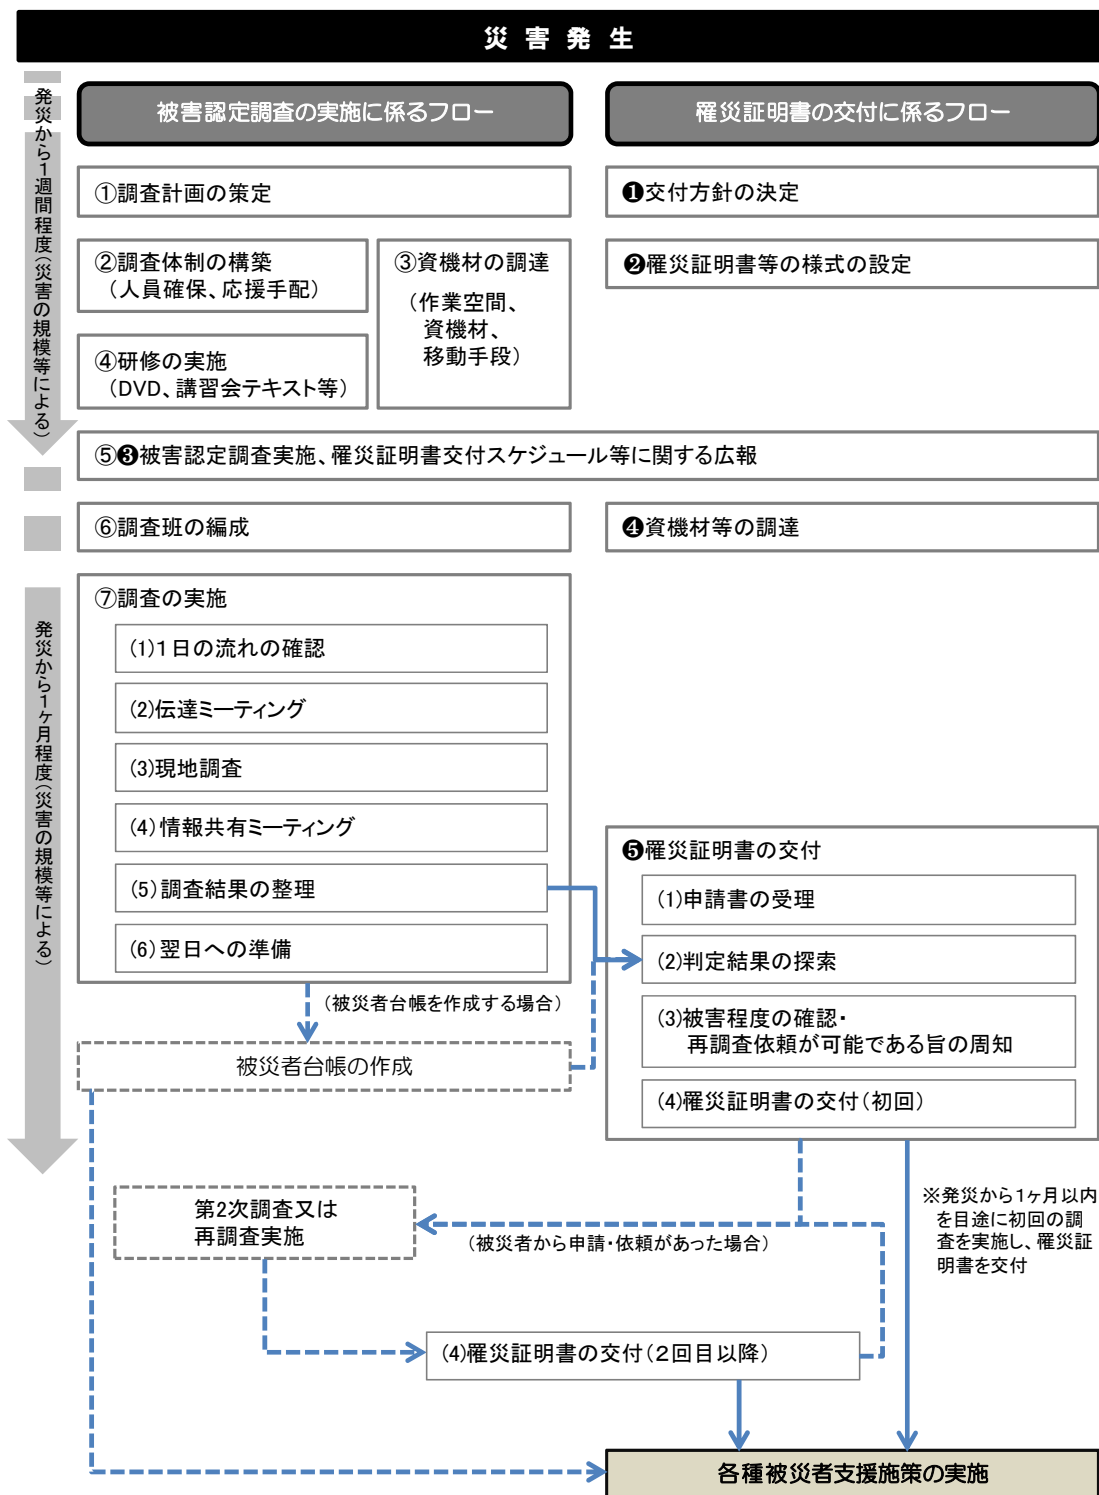 災害発生
発災から１週間程度（災害の規模等による）
被害認定調査の実施に係るフロー
罹災証明書の交付に係るフロー
①調査計画の策定
❶交付方針の決定
②調査体制の構築
（人員確保、応援手配）
③資機材の調達
（作業空間、
資機材、
移動手段）
❷罹災証明書等の様式の設定
④研修の実施
（DVD、講習会テキスト等）
⑤❸被害認定調査実施、罹災証明書交付スケジュール等に関する広報
⑥調査班の編成
❹資機材等の調達
発災から１ヶ月程度（災害の規模等による）
⑦調査の実施
(1)１日の流れの確認
(2)伝達ミーティング
(3)現地調査
(4)情報共有ミーティング
(5)調査結果の整理
(6)翌日への準備
❺罹災証明書の交付
(1)申請書の受理
(2)判定結果の探索
(3)被害程度の確認・
再調査依頼が可能である旨の周知
(4)罹災証明書の交付（初回）
（被災者台帳を作成する場合）
被災者台帳の作成
第2次調査又は
再調査実施
（被災者から申請・依頼があった場合）
※発災から１ヶ月以内
を目途に初回の調
査を実施し、罹災証
明書を交付
(4)罹災証明書の交付（２回目以降）
各種被災者支援施策の実施